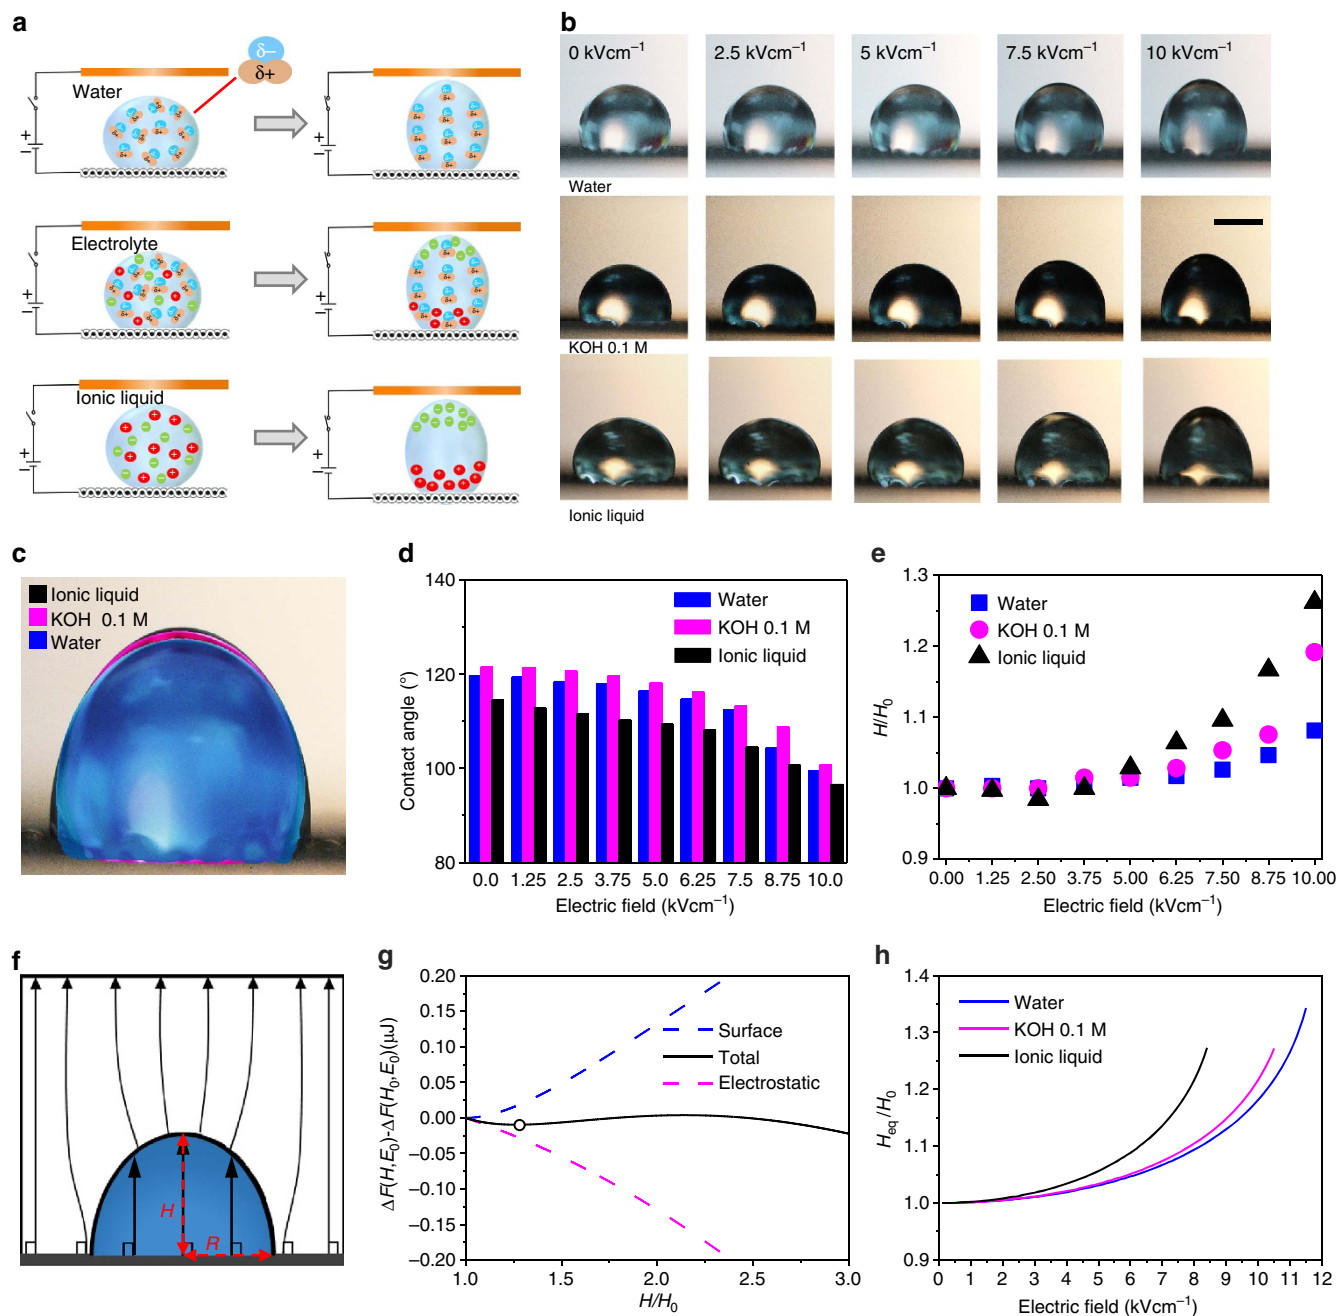 a
Water
δ−
δ+
+
−
Electrolyte
+
−
Ionic liquid
+
−
b
0 kVcm⁻¹
2.5 kVcm⁻¹
5 kVcm⁻¹
7.5 kVcm⁻¹
10 kVcm⁻¹
Water
KOH 0.1 M
Ionic liquid
c
Ionic liquid
KOH 0.1 M
Water
d
140
120
100
80
Contact angle (°)
Water
KOH 0.1 M
Ionic liquid
0.0 1.25 2.5 3.75 5.0 6.25 7.5 8.75 10.0
Electric field (kVcm⁻¹)
e
1.3
1.2
1.1
1.0
0.9
H/H₀
Water
KOH 0.1 M
Ionic liquid
0.00 1.25 2.50 3.75 5.00 6.25 7.50 8.75 10.00
Electric field (kVcm⁻¹)
f
H
R
g
0.20
0.15
0.10
0.05
0.00
−0.05
−0.10
−0.15
−0.20
ΔF(H,E₀)-ΔF(H₀,E₀)(µJ)
Surface
Total
Electrostatic
1.0 1.5 2.0 2.5 3.0
H/H₀
h
1.4
1.3
1.2
1.1
1.0
0.9
H_eq/H₀
Water
KOH 0.1 M
Ionic liquid
0 1 2 3 4 5 6 7 8 9 10 11 12
Electric field (kVcm⁻¹)